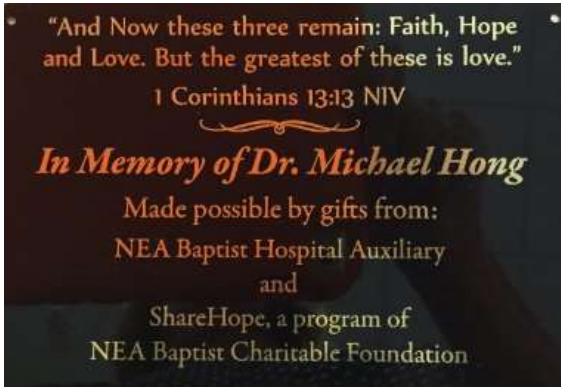 “And Now these three remain: Faith, Hope
and Love. But the greatest of these is love.”
1 Corinthians 13:13 NIV
In Memory of Dr. Michael Hong
Made possible by gifts from:
NEA Baptist Hospital Auxiliary
and
ShareHope, a program of
NEA Baptist Charitable Foundation